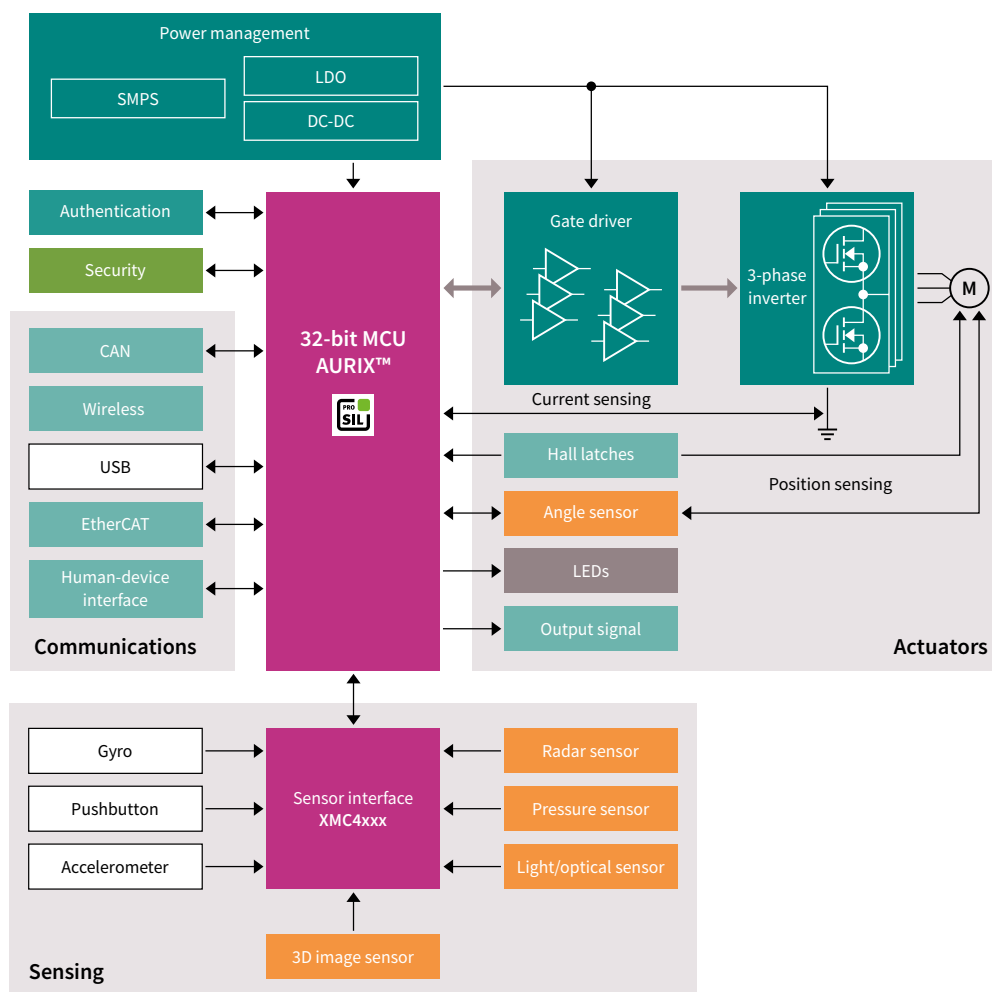 Power management
SMPS
LDO
DC-DC
Authentication
Security
CAN
Wireless
USB
EtherCAT
Human-device
interface
Communications
32-bit MCU
AURIX™
PRO
SIL
Gate driver
3-phase
inverter
M
Current sensing
Hall latches
Position sensing
Angle sensor
LEDs
Output signal
Actuators
Gyro
Pushbutton
Accelerometer
Sensor interface
XMC4xxx
Radar sensor
Pressure sensor
Light/optical sensor
3D image sensor
Sensing